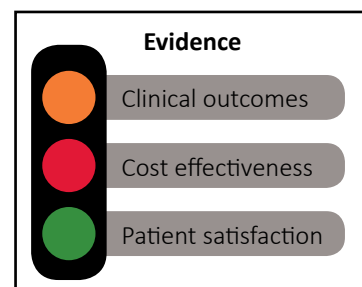 Evidence
Clinical outcomes
Cost effectiveness
Patient satisfaction